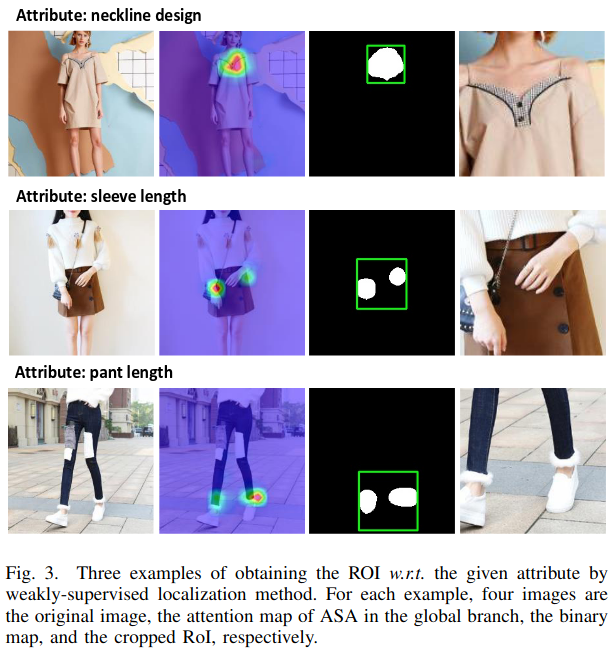 Attribute: neckline design
Attribute: sleeve length
Attribute: pant length
Fig. 3. Three examples of obtaining the ROI w.r.t. the given attribute by
weakly-supervised localization method. For each example, four images are
the original image, the attention map of ASA in the global branch, the binary
map, and the cropped RoI, respectively.